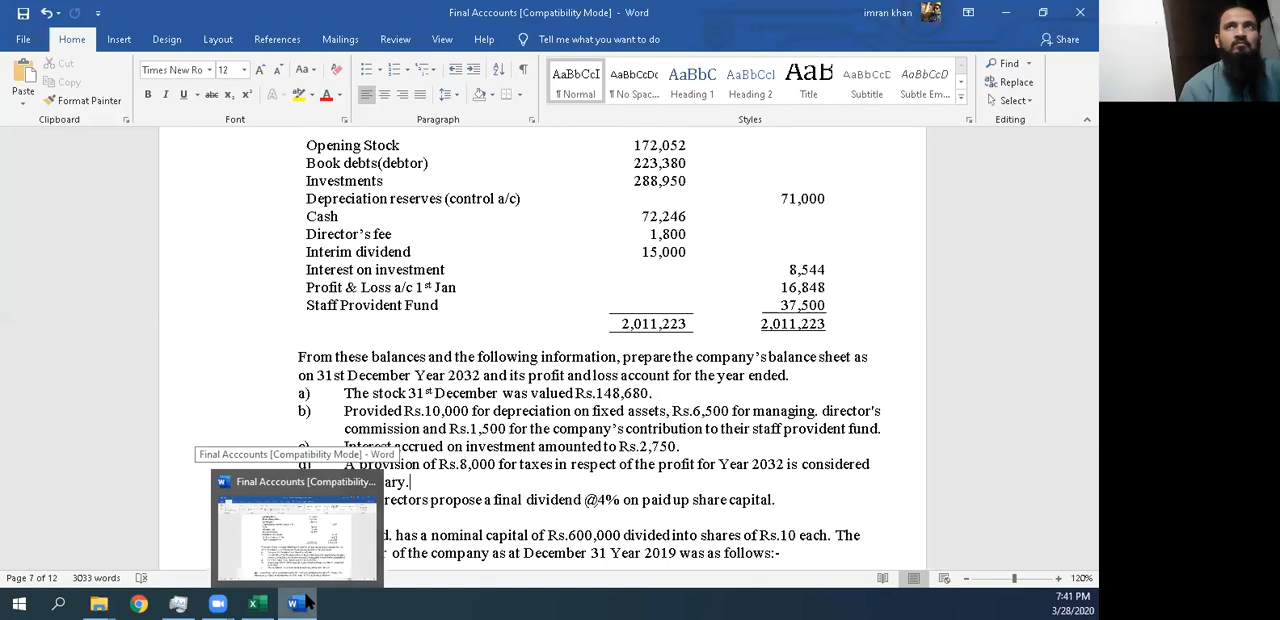 Final Acccounts [Compatibility Mode] - Word
imran khan
File Home Insert Design Layout References Mailings Review View Help Tell me what you want to do Share
Cut
Copy
Format Painter
Paste
Clipboard
Times New Ro 12
B I U abc X₂ X²
Font
Paragraph
AaBbCcI AaBbCcDc AaBbC AaBbCcI AaB AaBbCcD AaBbCcD
¶ Normal ¶ No Spac... Heading 1 Heading 2 Title Subtitle Subtle Em...
Styles
Find
Replace
Select
Editing
Opening Stock 172,052
Book debts(debtor) 223,380
Investments 288,950
Depreciation reserves (control a/c) 71,000
Cash 72,246
Director's fee 1,800
Interim dividend 15,000
Interest on investment 8,544
Profit & Loss a/c 1st Jan 16,848
Staff Provident Fund 37,500
2,011,223 2,011,223
From these balances and the following information, prepare the company's balance sheet as
on 31st December Year 2032 and its profit and loss account for the year ended.
a) The stock 31st December was valued Rs.148,680.
b) Provided Rs.10,000 for depreciation on fixed assets, Rs.6,500 for managing. director's
commission and Rs.1,500 for the company's contribution to their staff provident fund.
Interest accrued on investment amounted to Rs.2,750.
Final Acccounts [Compatibility Mode] - Word
d) A provision of Rs.8,000 for taxes in respect of the profit for Year 2032 is considered
Final Acccounts [Compatibility...
ary.
rectors propose a final dividend @4% on paid up share capital.
d. has a nominal capital of Rs.600,000 divided into shares of Rs.10 each. The
of the company as at December 31 Year 2019 was as follows:-
Page 7 of 12 3033 words 120%
7:41 PM
3/28/2020